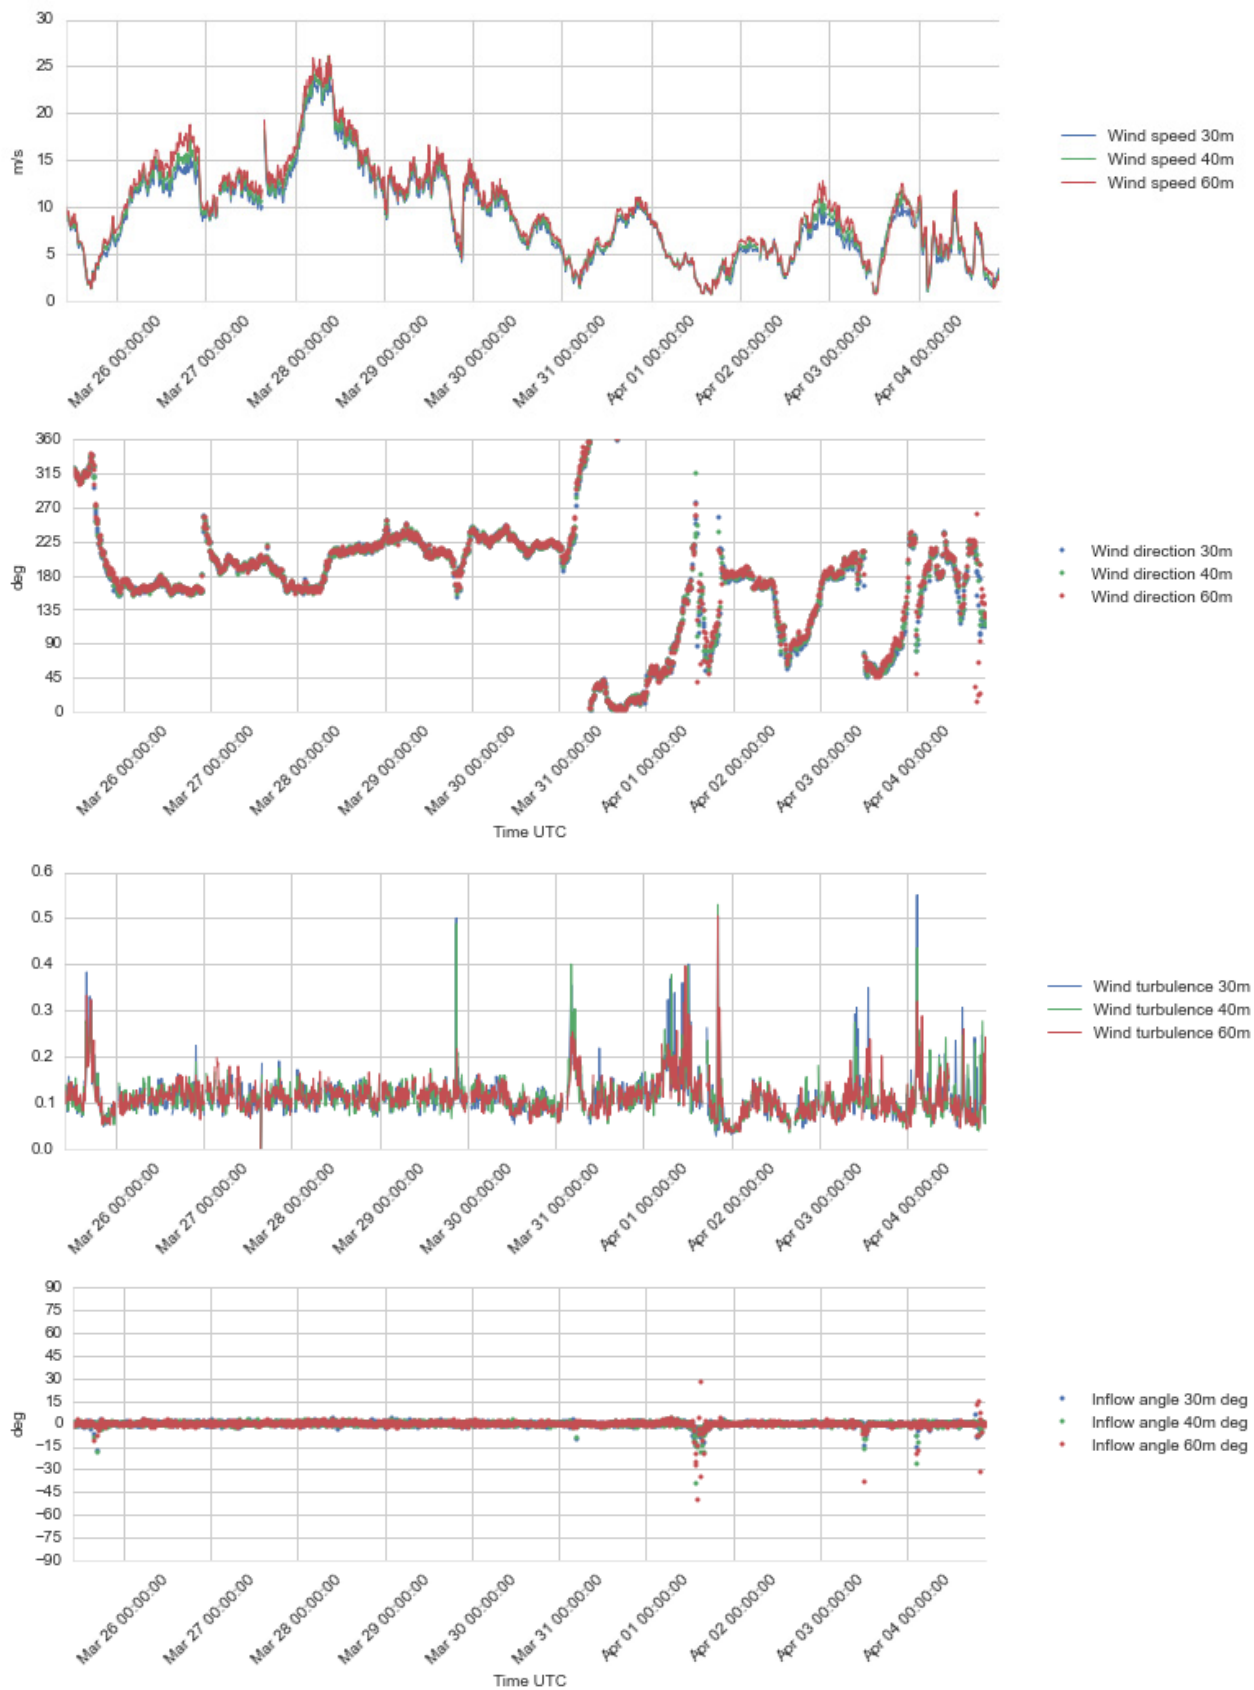 30
25
20
15
10
5
0
m/s
Mar 26 00:00:00
Mar 27 00:00:00
Mar 28 00:00:00
Mar 29 00:00:00
Mar 30 00:00:00
Mar 31 00:00:00
Apr 01 00:00:00
Apr 02 00:00:00
Apr 03 00:00:00
Apr 04 00:00:00
Wind speed 30m
Wind speed 40m
Wind speed 60m
360
315
270
225
180
135
90
45
0
deg
Mar 26 00:00:00
Mar 27 00:00:00
Mar 28 00:00:00
Mar 29 00:00:00
Mar 30 00:00:00
Mar 31 00:00:00
Apr 01 00:00:00
Apr 02 00:00:00
Apr 03 00:00:00
Apr 04 00:00:00
Time UTC
Wind direction 30m
Wind direction 40m
Wind direction 60m
0.6
0.5
0.4
0.3
0.2
0.1
0.0
Mar 26 00:00:00
Mar 27 00:00:00
Mar 28 00:00:00
Mar 29 00:00:00
Mar 30 00:00:00
Mar 31 00:00:00
Apr 01 00:00:00
Apr 02 00:00:00
Apr 03 00:00:00
Apr 04 00:00:00
Wind turbulence 30m
Wind turbulence 40m
Wind turbulence 60m
90
75
60
45
30
15
0
−15
−30
−45
−60
−75
−90
deg
Mar 26 00:00:00
Mar 27 00:00:00
Mar 28 00:00:00
Mar 29 00:00:00
Mar 30 00:00:00
Mar 31 00:00:00
Apr 01 00:00:00
Apr 02 00:00:00
Apr 03 00:00:00
Apr 04 00:00:00
Time UTC
Inflow angle 30m deg
Inflow angle 40m deg
Inflow angle 60m deg